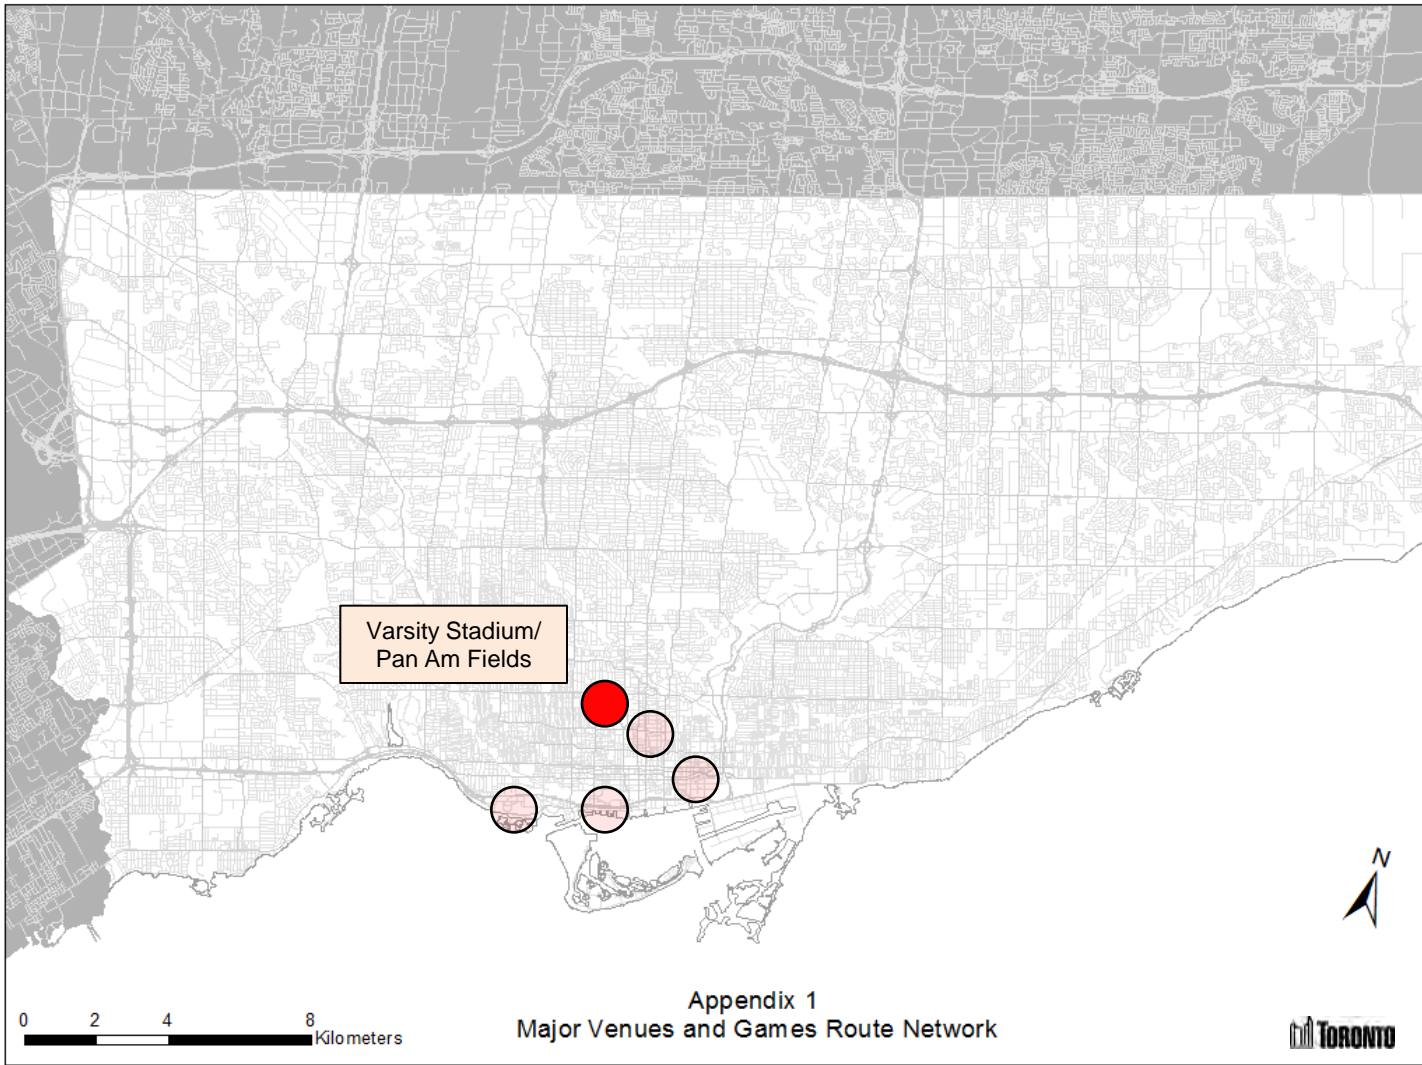 Varsity Stadium/
Pan Am Fields
N
0 2 4 8
Kilometers
Appendix 1
Major Venues and Games Route Network
TORONTO